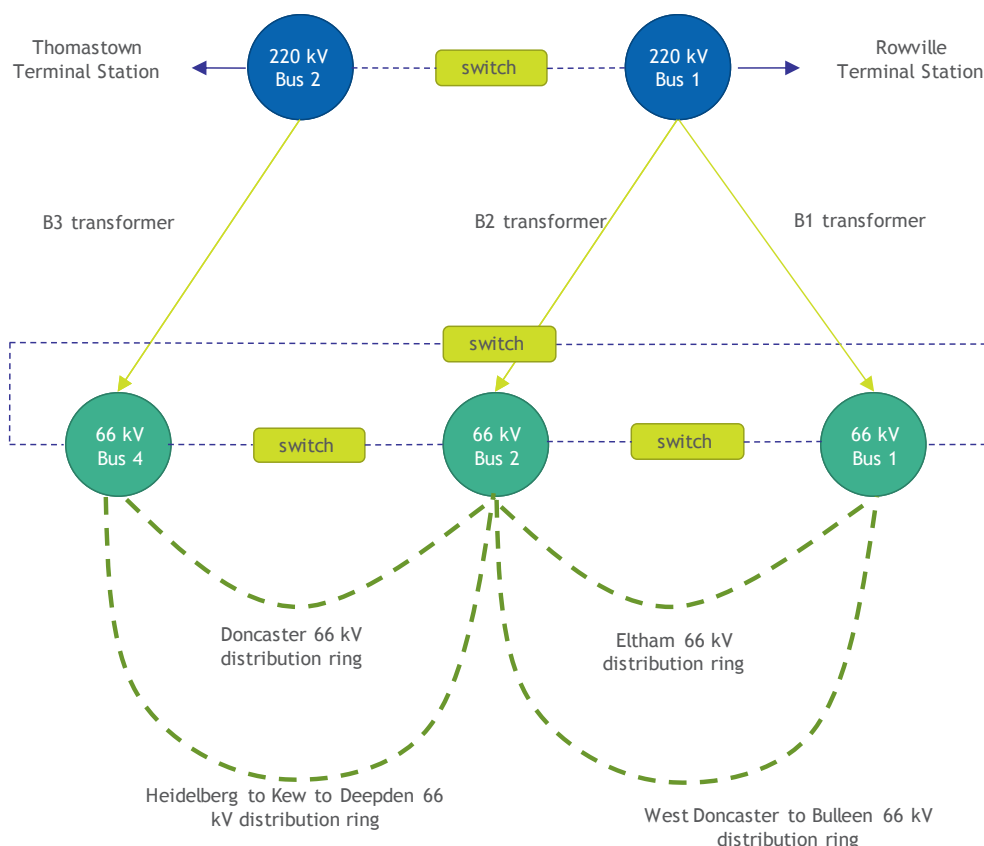 Thomastown
Terminal Station
220 kV
Bus 2
switch
220 kV
Bus 1
Rowville
Terminal Station
B3 transformer
B2 transformer
B1 transformer
switch
66 kV
Bus 4
switch
66 kV
Bus 2
switch
66 kV
Bus 1
Doncaster 66 kV
distribution ring
Eltham 66 kV
distribution ring
Heidelberg to Kew to Deepden 66
kV distribution ring
West Doncaster to Bulleen 66 kV
distribution ring